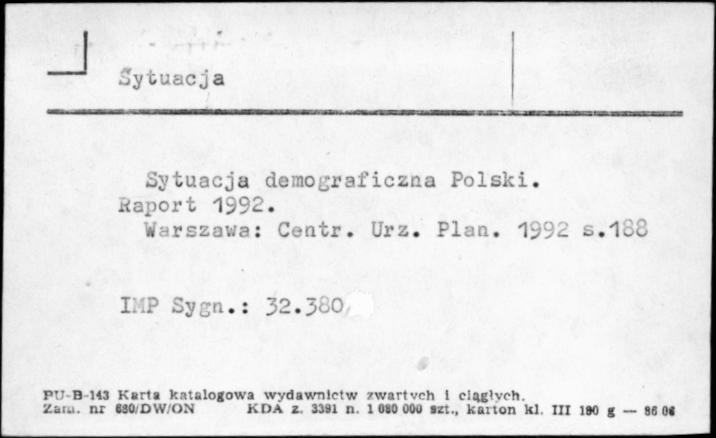 Sytuacja
Sytuacja demograficzna Polski.
Raport 1992.
Warszawa: Centr. Urz. Plan. 1992 s.188
IMP Sygn.: 32.380
PU-B-143 Karta katalogowa wydawnictw zwartych i ciągłych.
Zam. nr 680/DW/ON KDA z. 3391 n. 1 080 000 szt., karton kl. III 180 g — 86 06